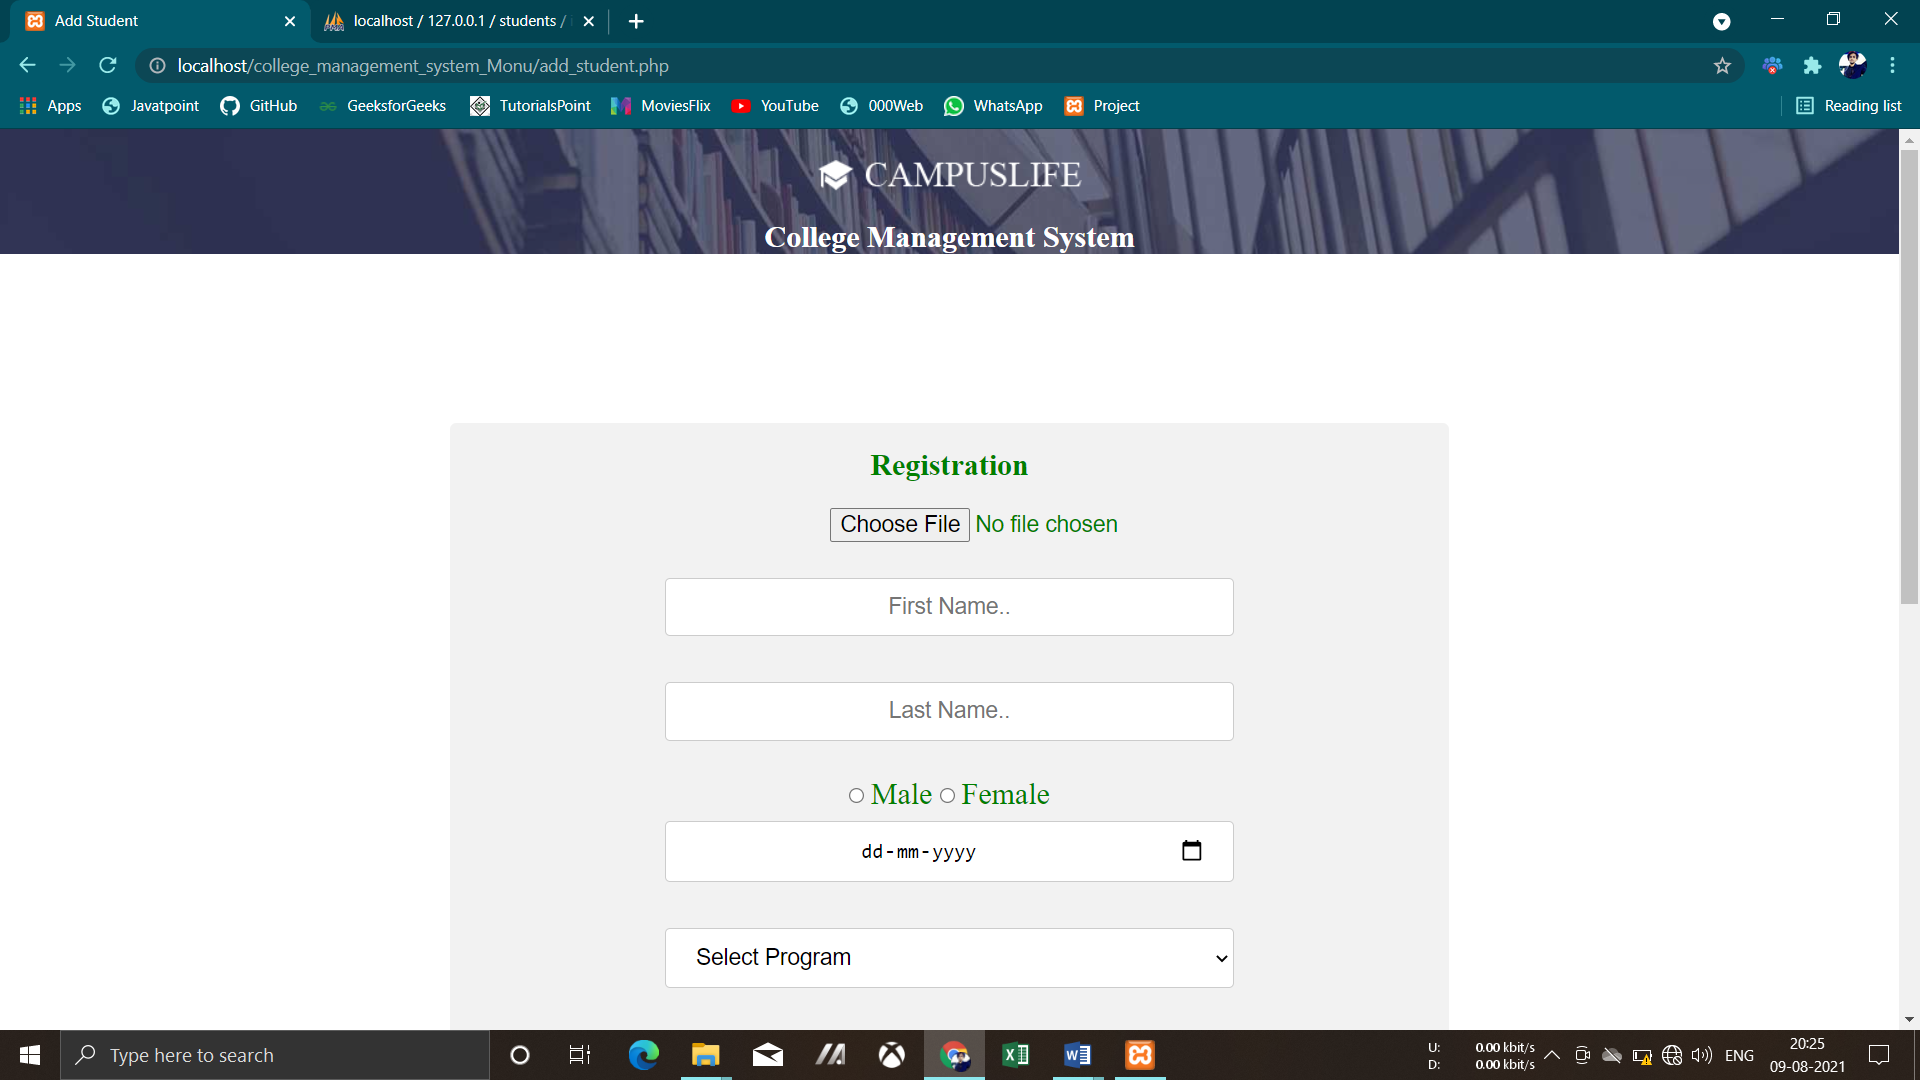 Add Student
localhost / 127.0.0.1 / students /
localhost/college_management_system_Monu/add_student.php
Apps Javatpoint GitHub GeeksforGeeks TutorialsPoint MoviesFlix YouTube 000Web WhatsApp Project Reading list
CAMPUSLIFE
College Management System
Registration
Choose File No file chosen
First Name..
Last Name..
Male Female
dd-mm-yyyy
Select Program
Type here to search
U: 0.00 kbit/s
D: 0.00 kbit/s
ENG
20:25
09-08-2021